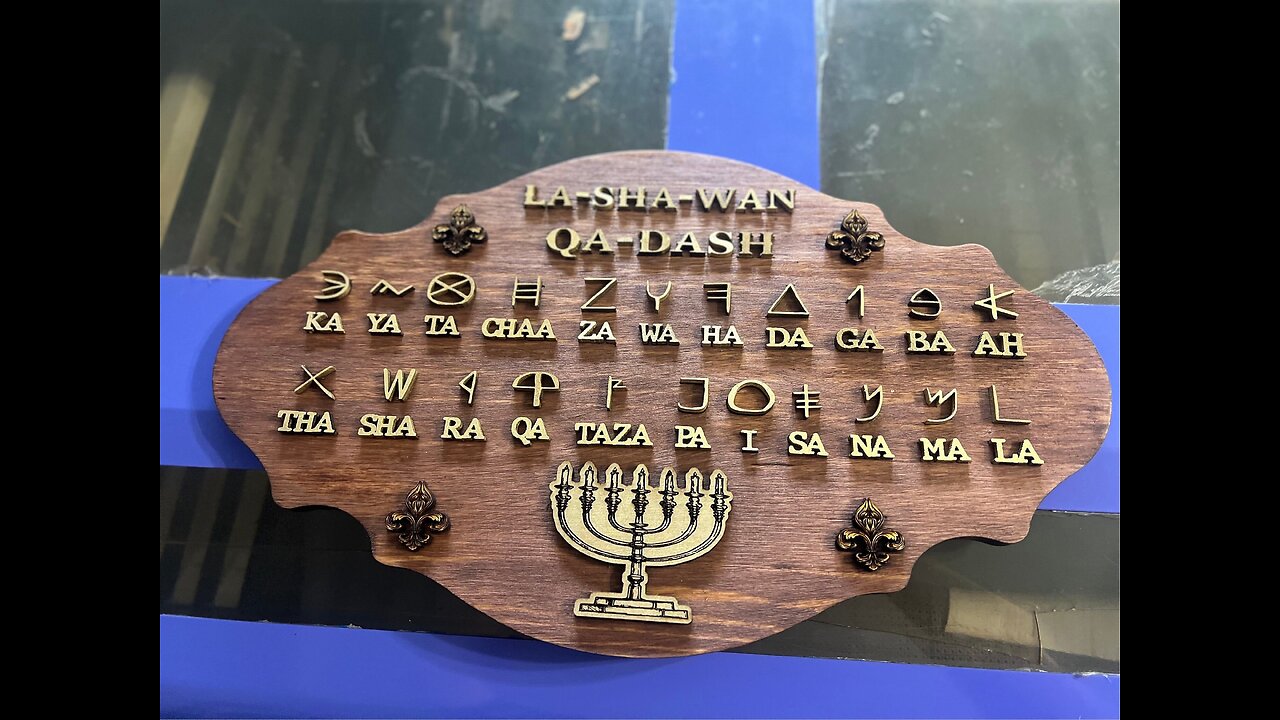 LA-SHA-WAN
QA-DASH
𐤀 𐤁 𐤂 𐤃 𐤄 𐤅 𐤆 𐤇 𐤈 𐤉 𐤊
KA YA TA CHAA ZA WA HA DA GA BA AH
𐤋 𐤌 𐤍 𐤎 𐤏 𐤐 𐤑 𐤒 𐤓 𐤔 𐤕
THA SHA RA QA TAZA PA I SA NA MA LA